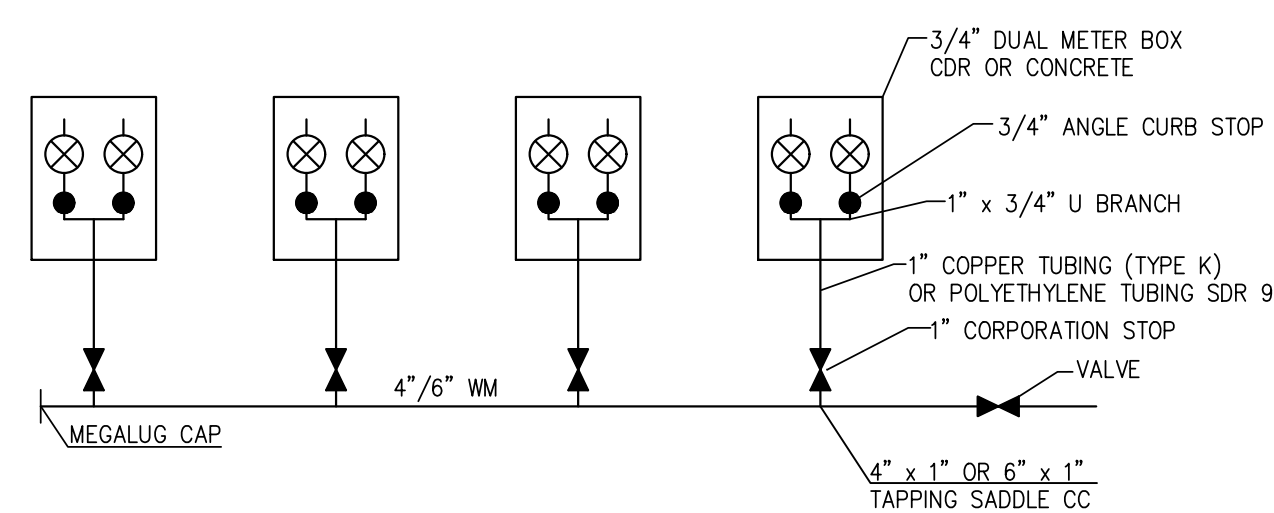 3/4” DUAL METER BOX
CDR OR CONCRETE
3/4” ANGLE CURB STOP
1” x 3/4” U BRANCH
1” COPPER TUBING (TYPE K)
OR POLYETHYLENE TUBING SDR 9
1” CORPORATION STOP
VALVE
4”/6” WM
MEGALUG CAP
4” x 1” OR 6” x 1”
TAPPING SADDLE CC